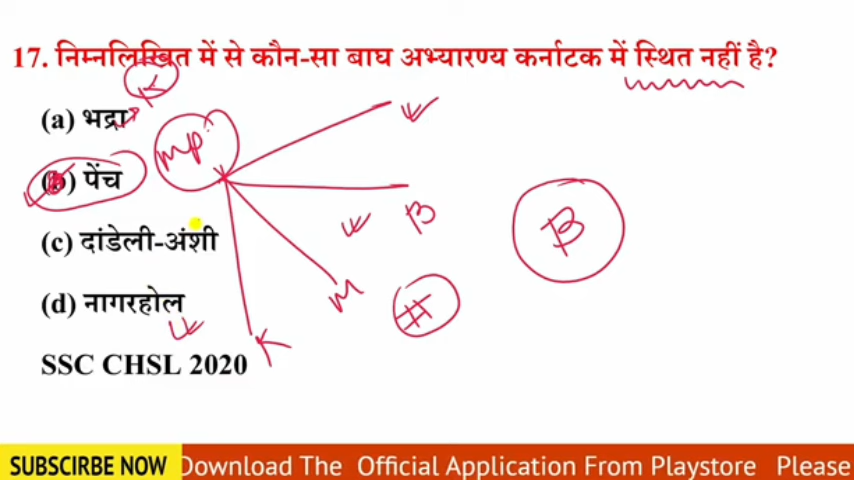 17. निम्नलिखित में से कौन-सा बाघ अभ्यारण्य कर्नाटक में स्थित नहीं है?
K
(a) भद्रा
MP
(b) पेंच
B
B
(c) दांडेली-अंशी
M
#
(d) नागरहोल
K
SSC CHSL 2020
SUBSCIRBE NOW Download The Official Application From Playstore Please